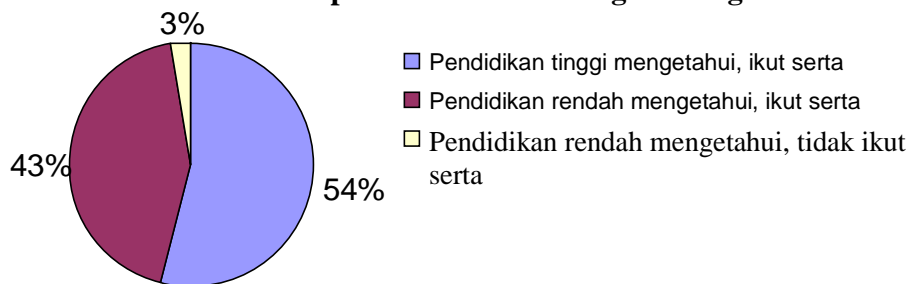 3%
Pendidikan tinggi mengetahui, ikut serta
Pendidikan rendah mengetahui, ikut serta
Pendidikan rendah mengetahui, tidak ikut
serta
43%
54%